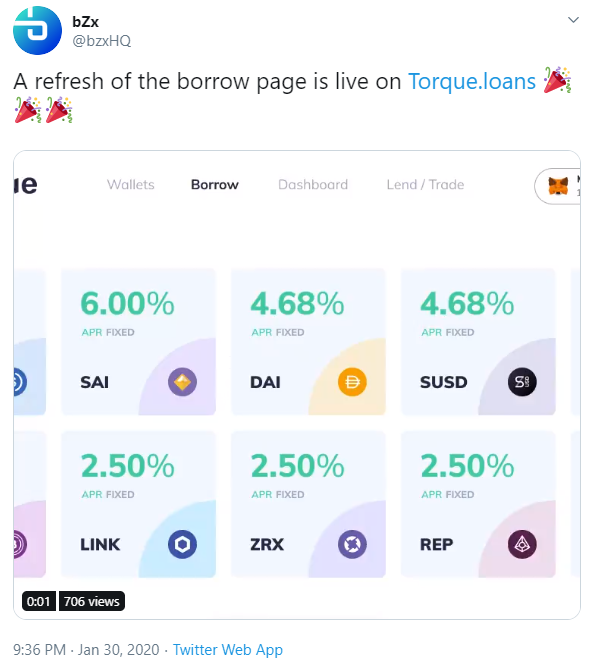 bZx
@bzxHQ
A refresh of the borrow page is live on Torque.loans 🎉
🎉🎉
ue Wallets Borrow Dashboard Lend / Trade
6.00% 4.68% 4.68%
APR FIXED APR FIXED APR FIXED
SAI DAI SUSD
2.50% 2.50% 2.50%
APR FIXED APR FIXED APR FIXED
LINK ZRX REP
0:01 706 views
9:36 PM · Jan 30, 2020 · Twitter Web App